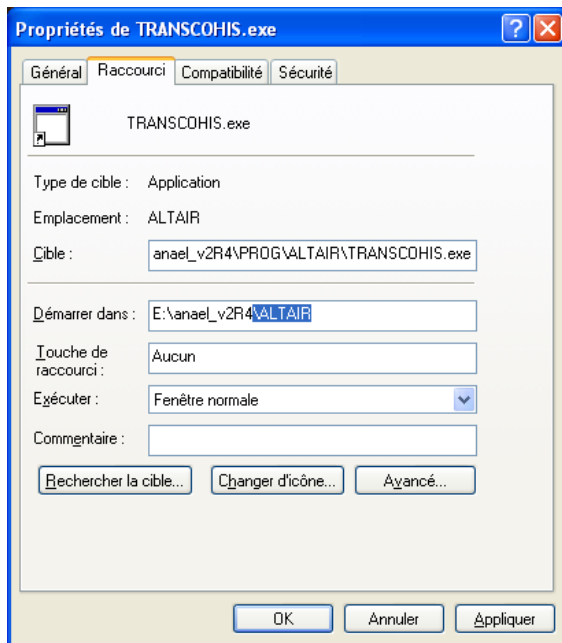 Propriétés de TRANSCOHIS.exe
Général Raccourci Compatibilité Sécurité
TRANSCOHIS.exe
Type de cible : Application
Emplacement : ALTAIR
Cible : anael_v2R4\PROG\ALTAIR\TRANSCOHIS.exe
Démarrer dans : E:\anael_v2R4\ALTAIR
Touche de
raccourci : Aucun
Exécuter : Fenêtre normale
Commentaire :
Rechercher la cible... Changer d'icône... Avancé...
OK Annuler Appliquer